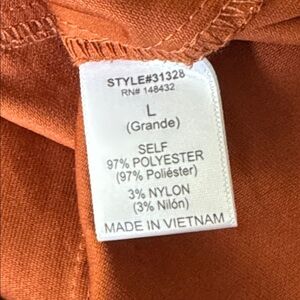 STYLE#31328
RN# 148432
L
(Grande)
SELF
97% POLYESTER
(97% Poliéster)
3% NYLON
(3% Nilón)
MADE IN VIETNAM